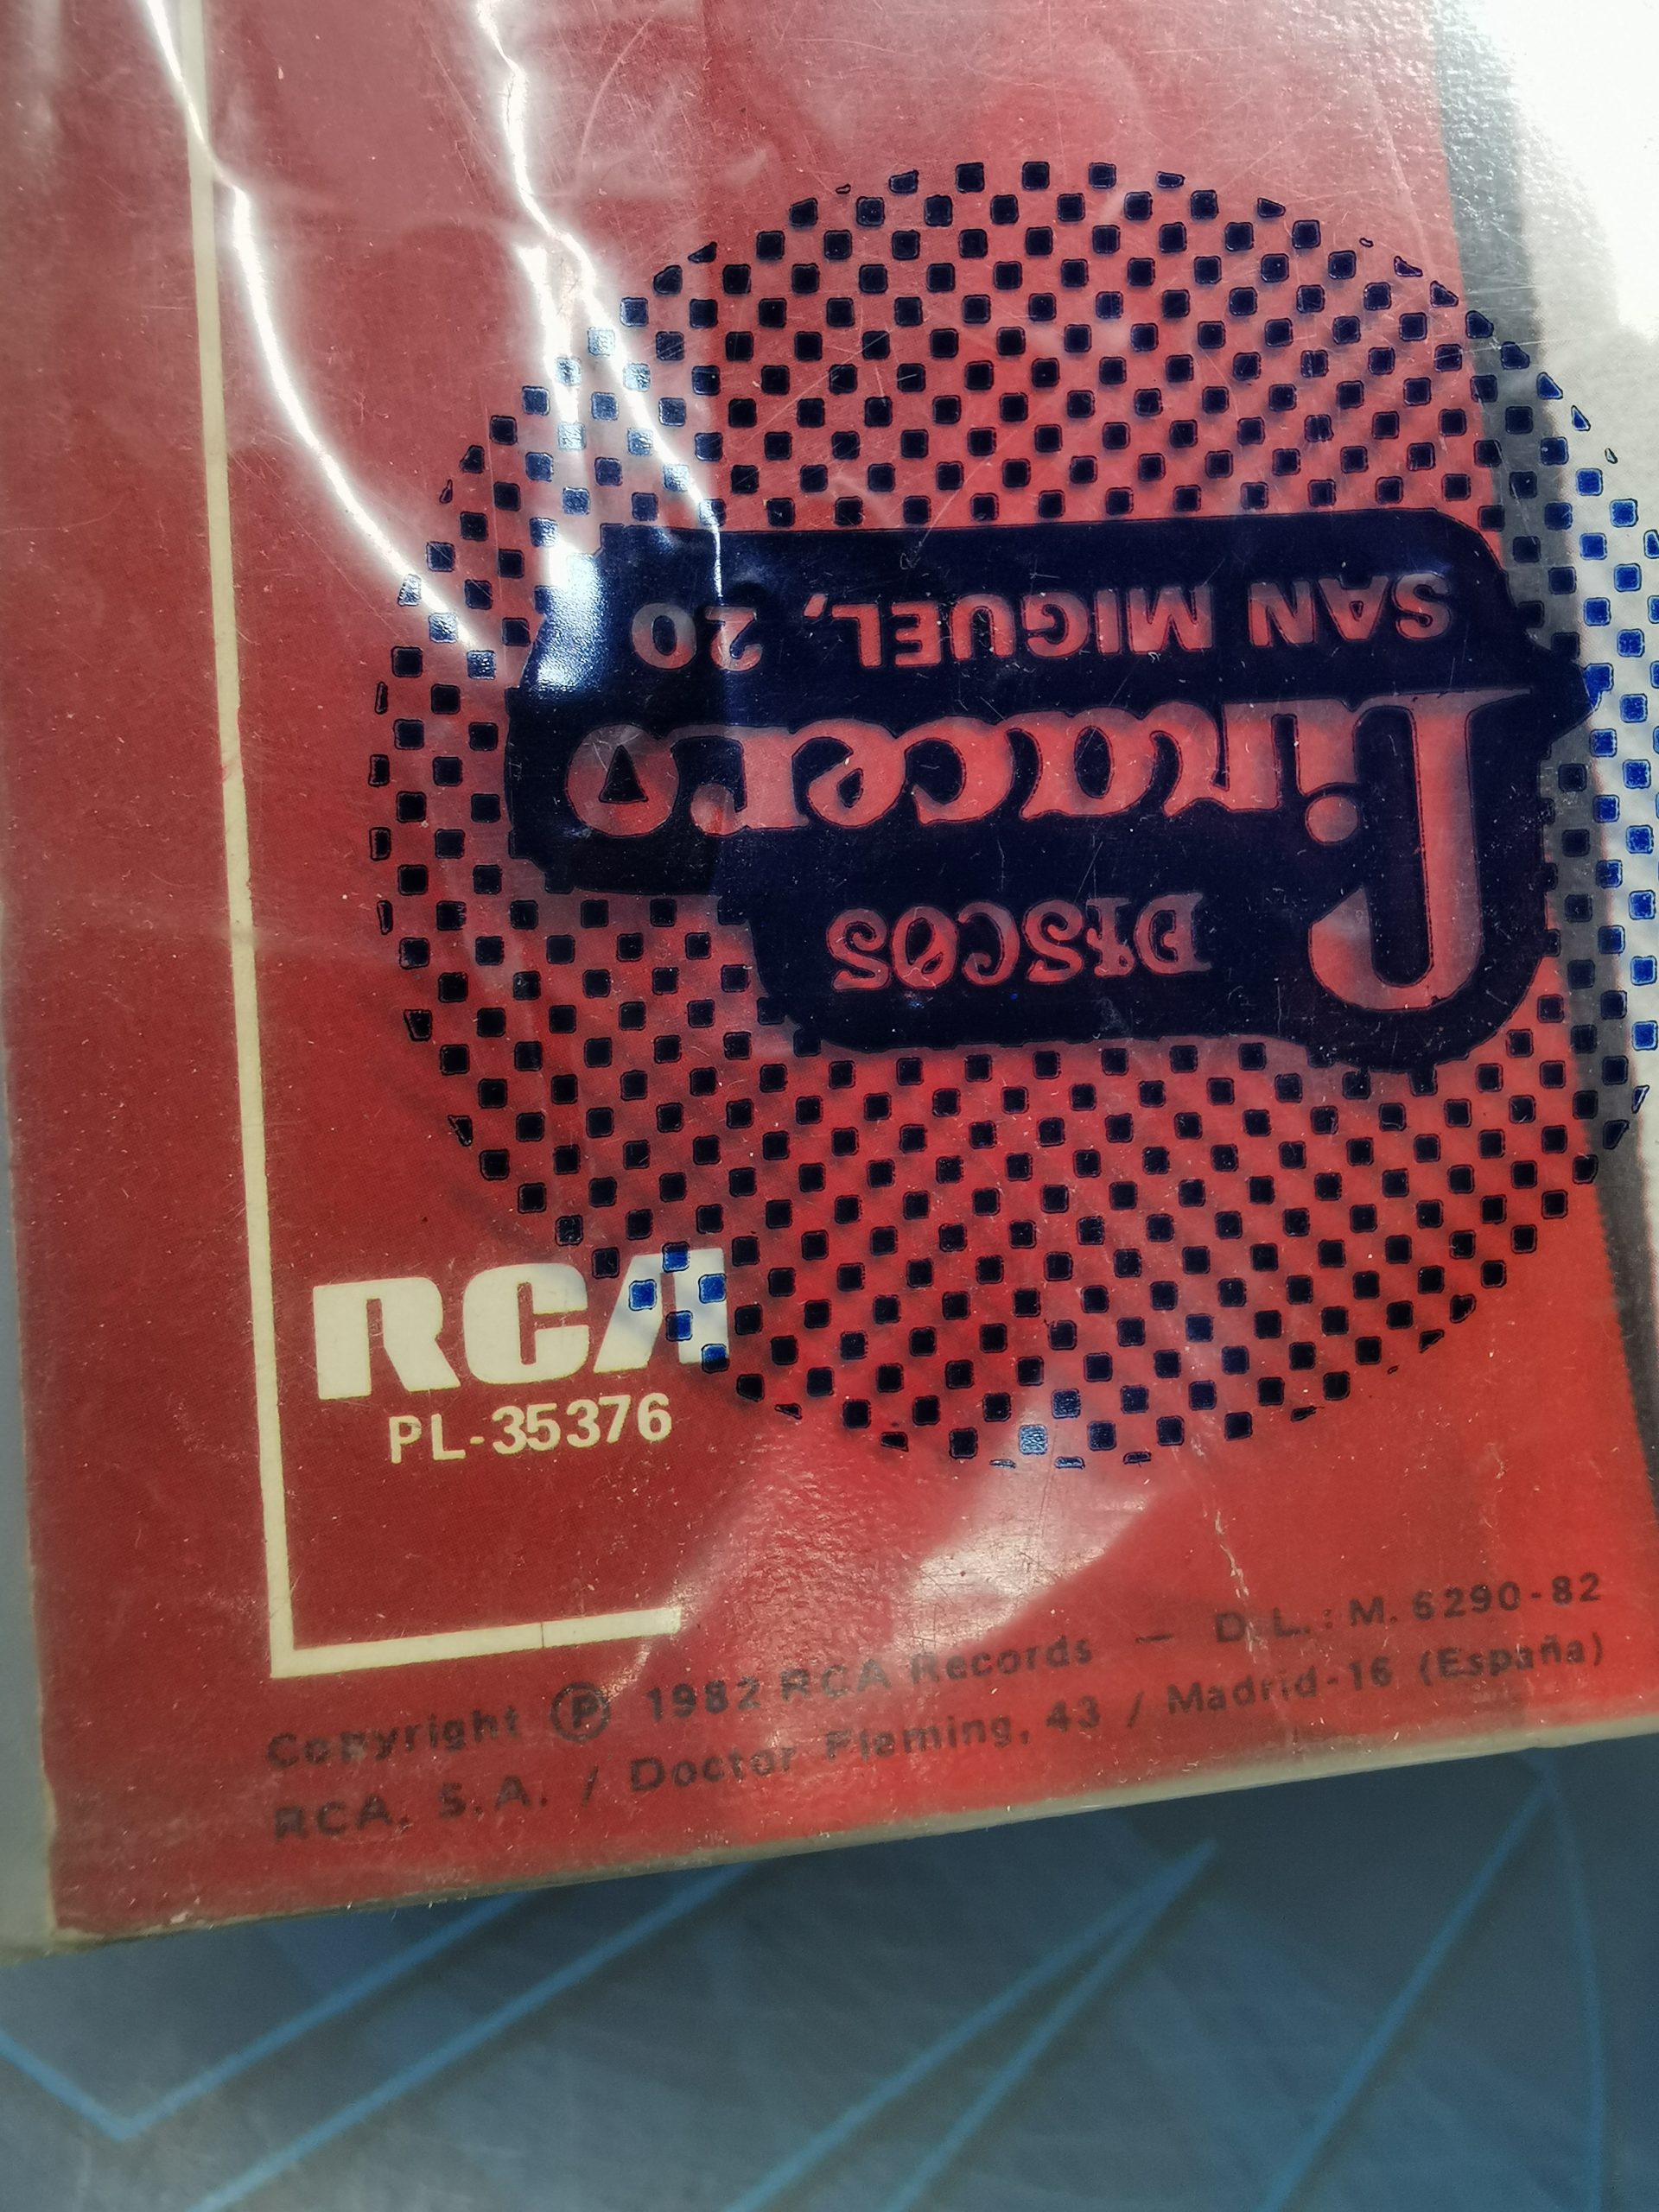 DISCOS
Linacero
SAN MIGUEL, 20
RCA
PL-35376
Copyright Ⓟ 1982 RCA Records — D.L.: M. 6290-82
RCA, S.A. / Doctor Fleming, 43 / Madrid-16 (España)